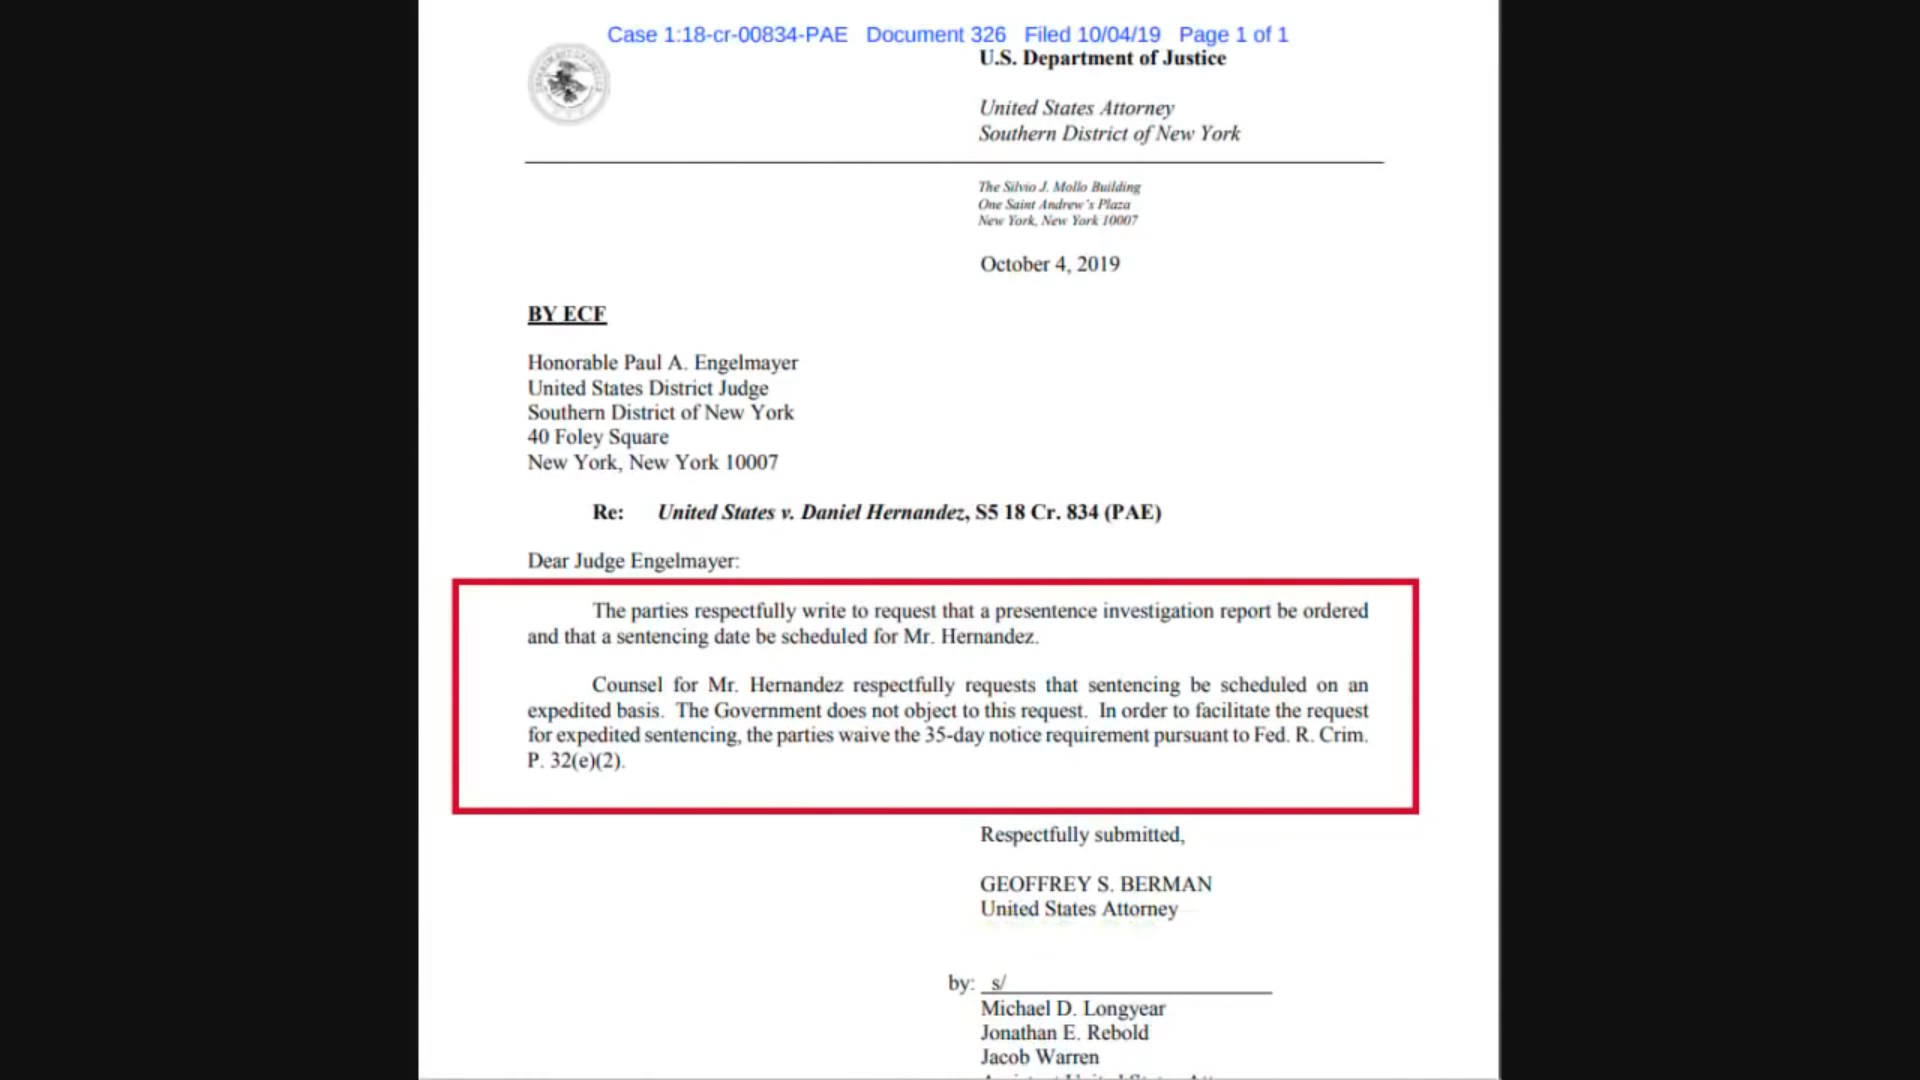 Case 1:18-cr-00834-PAE Document 326 Filed 10/04/19 Page 1 of 1
U.S. Department of Justice
United States Attorney
Southern District of New York
The Silvio J. Mollo Building
One Saint Andrew's Plaza
New York, New York 10007
October 4, 2019
BY ECF
Honorable Paul A. Engelmayer
United States District Judge
Southern District of New York
40 Foley Square
New York, New York 10007
Re: United States v. Daniel Hernandez, S5 18 Cr. 834 (PAE)
Dear Judge Engelmayer:
The parties respectfully write to request that a presentence investigation report be ordered
and that a sentencing date be scheduled for Mr. Hernandez.
Counsel for Mr. Hernandez respectfully requests that sentencing be scheduled on an
expedited basis. The Government does not object to this request. In order to facilitate the request
for expedited sentencing, the parties waive the 35-day notice requirement pursuant to Fed. R. Crim.
P. 32(e)(2).
Respectfully submitted,
GEOFFREY S. BERMAN
United States Attorney
by: s/
Michael D. Longyear
Jonathan E. Rebold
Jacob Warren